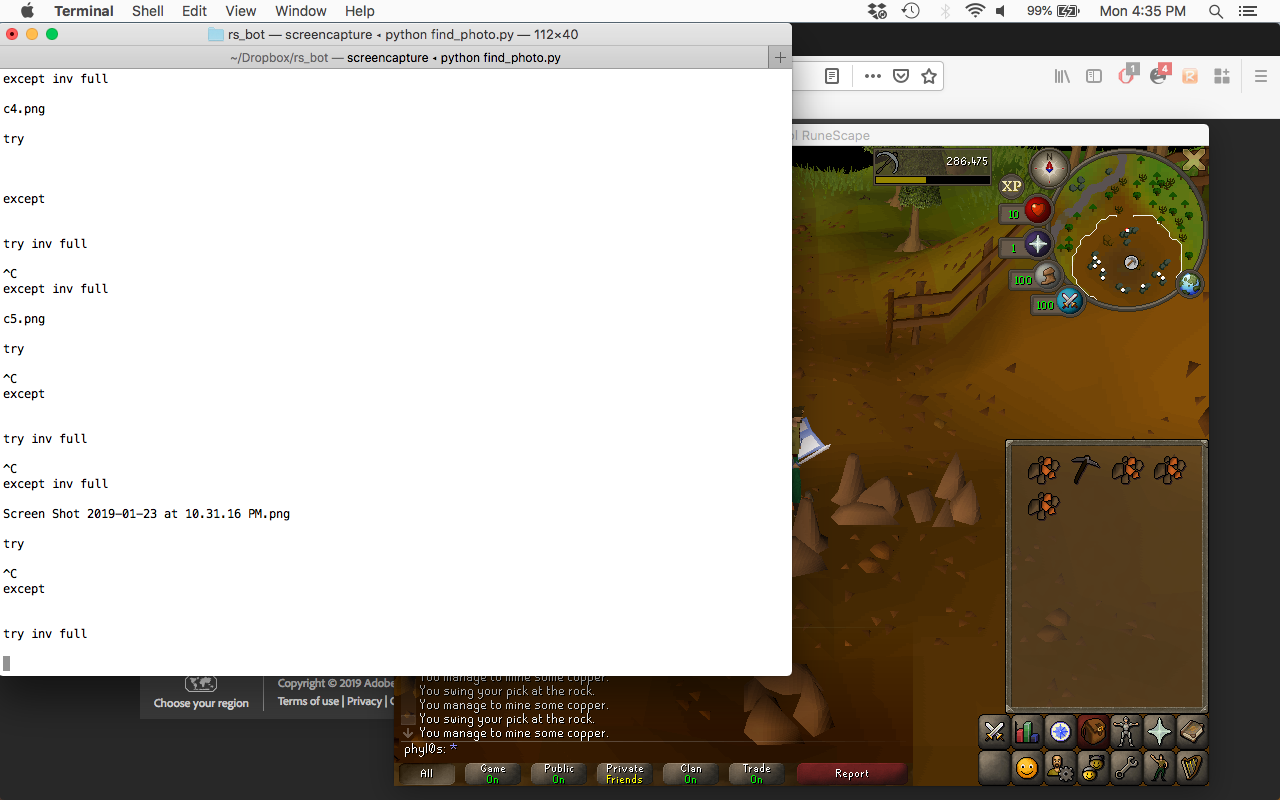 Terminal Shell Edit View Window Help 99% Mon 4:35 PM
rs_bot — screencapture ◂ python find_photo.py — 112×40
~/Dropbox/rs_bot — screencapture ◂ python find_photo.py +
except inv full
c4.png
try
except
try inv full
^C
except inv full
c5.png
try
^C
except
try inv full
^C
except inv full
Screen Shot 2019-01-23 at 10.31.16 PM.png
try
^C
except
try inv full
1
4
RuneScape
286,475
N
XP
10
1
100
100
Choose your region
Copyright © 2019 Adobe
Terms of use | Privacy |
You manage to mine some copper.
You swing your pick at the rock.
You manage to mine some copper.
You swing your pick at the rock.
You manage to mine some copper.
phyl0s: *
All
Game
On
Public
On
Private
Friends
Clan
On
Trade
On
Report